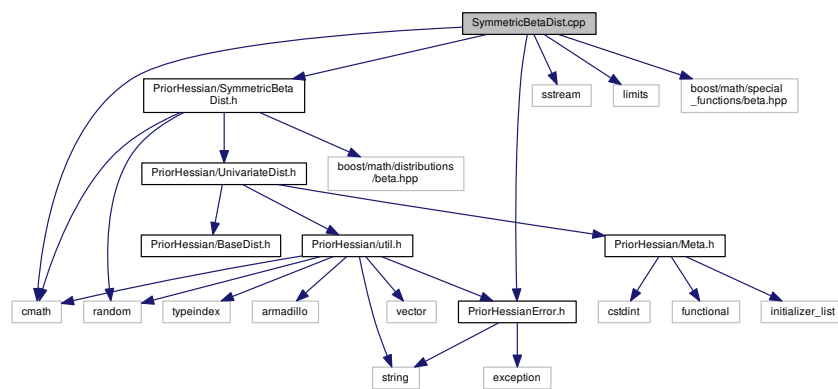 SymmetricBetaDist.cpp
PriorHessian/SymmetricBeta
Dist.h
sstream
limits
boost/math/special
_functions/beta.hpp
PriorHessian/UnivariateDist.h
boost/math/distributions
/beta.hpp
PriorHessian/BaseDist.h
PriorHessian/util.h
PriorHessian/Meta.h
cmath
random
typeindex
armadillo
vector
PriorHessianError.h
cstdint
functional
initializer_list
string
exception